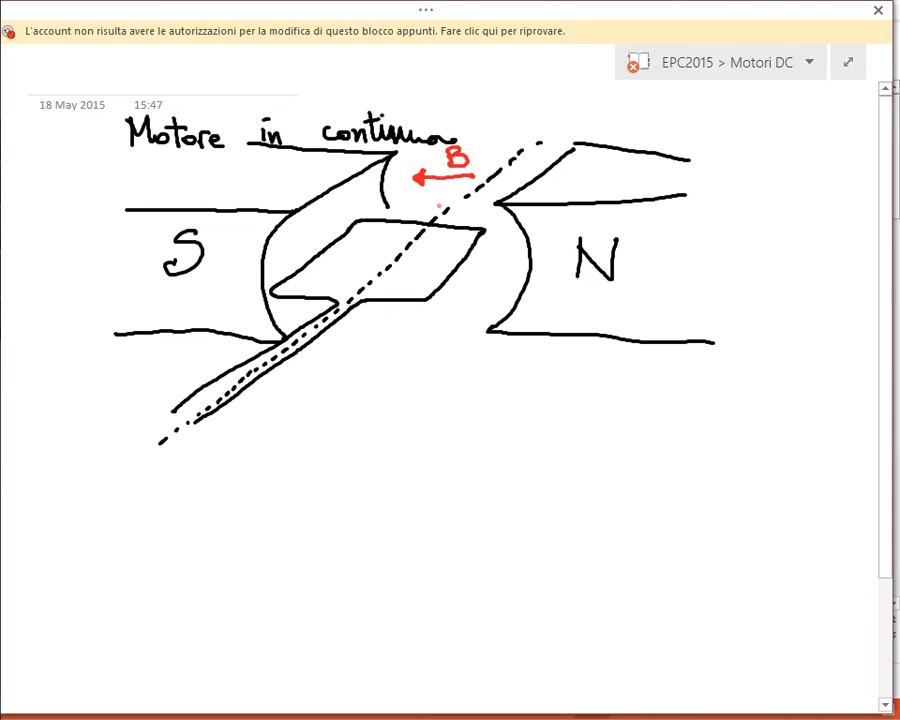 L'account non risulta avere le autorizzazioni per la modifica di questo blocco appunti. Fare clic qui per riprovare.
EPC2015 > Motori DC
18 May 2015 15:47
Motore in continua
B
S
N